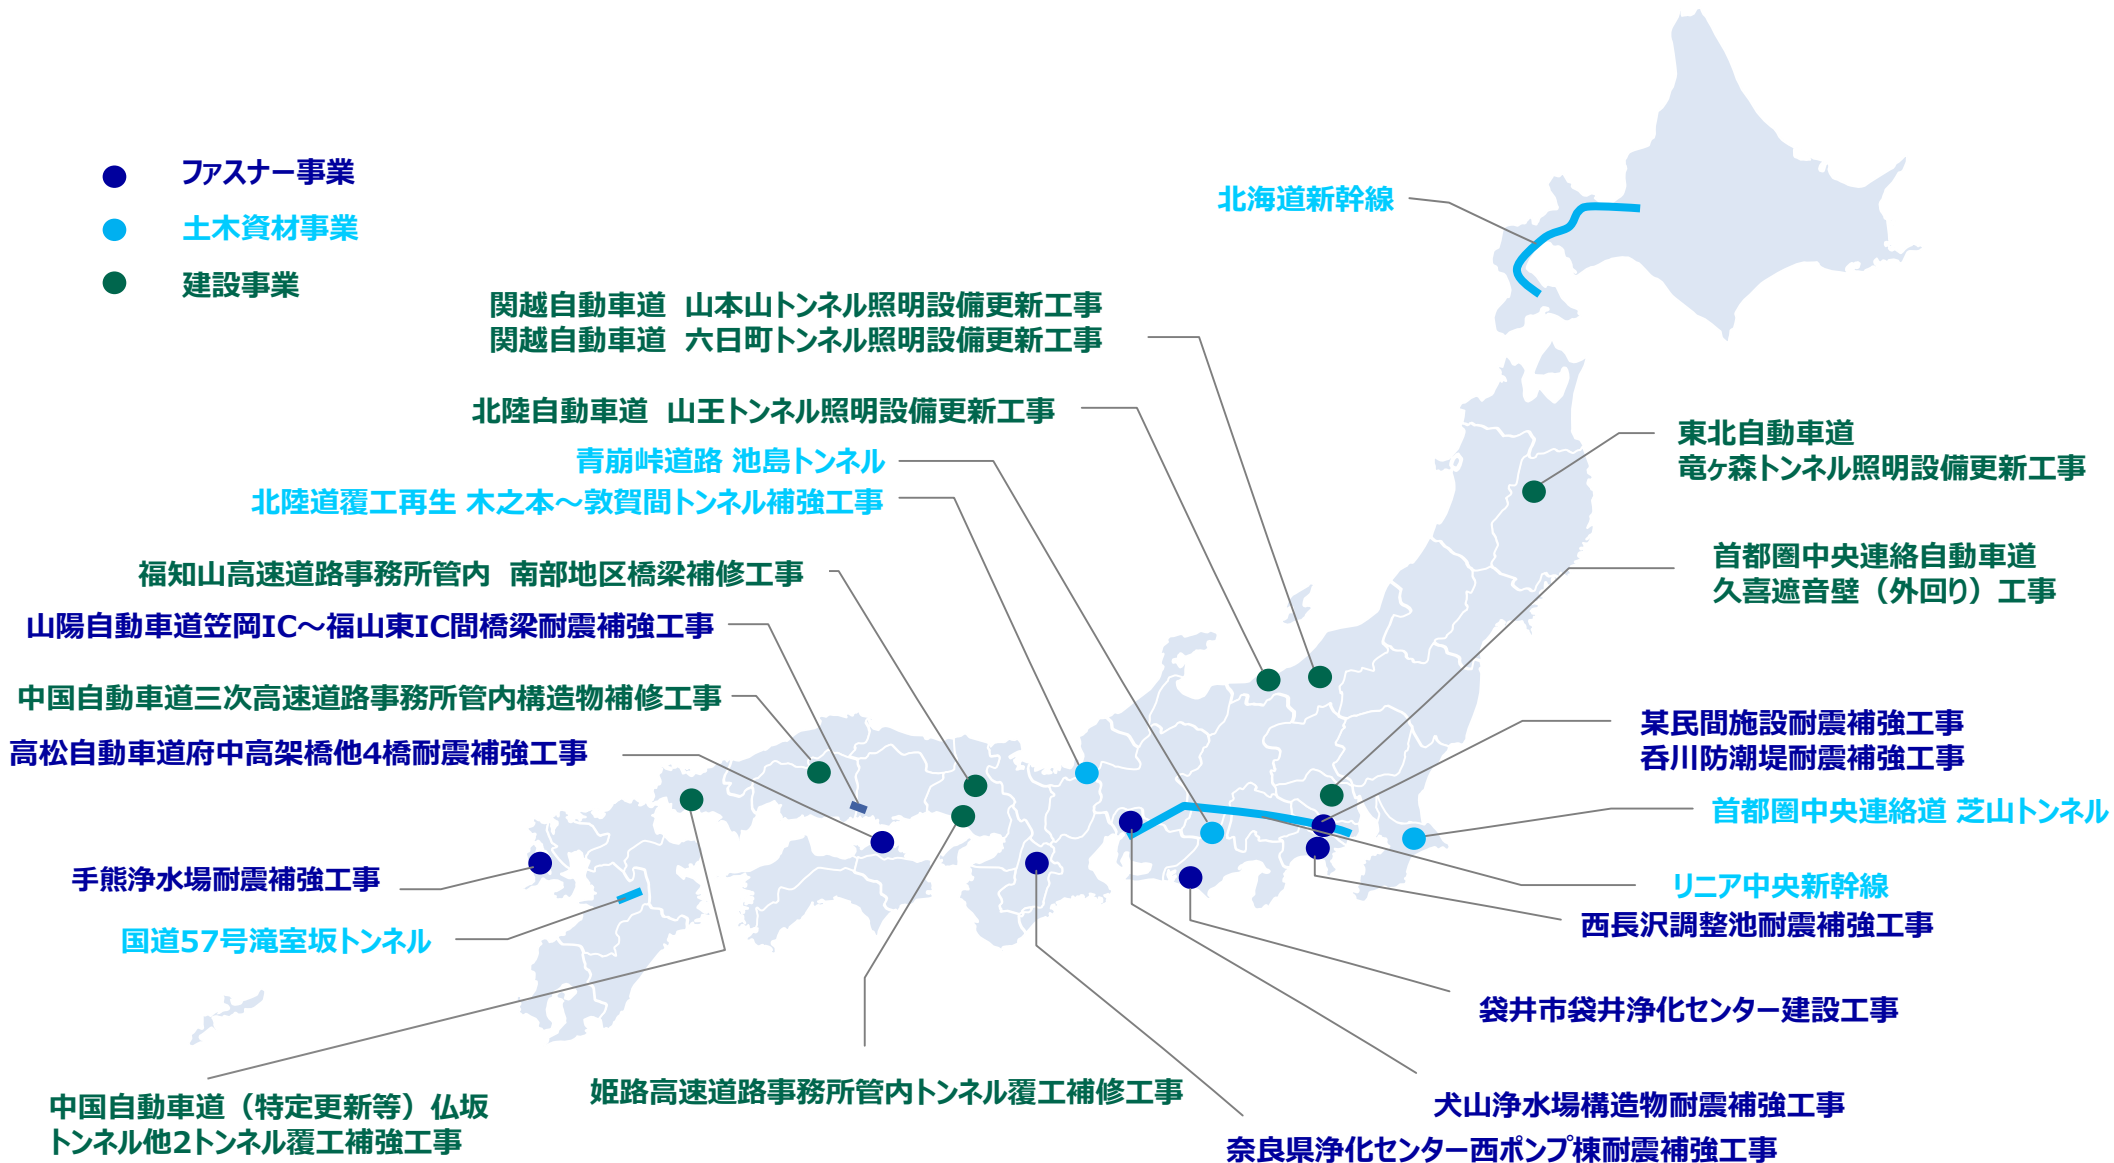 ファスナー事業
土木資材事業
建設事業
北海道新幹線
関越自動車道 山本山トンネル照明設備更新工事
関越自動車道 六日町トンネル照明設備更新工事
北陸自動車道 山王トンネル照明設備更新工事
青崩峠道路 池島トンネル
北陸道覆工再生 木之本～敦賀間トンネル補強工事
福知山高速道路事務所管内 南部地区橋梁補修工事
山陽自動車道笠岡IC～福山東IC間橋梁耐震補強工事
中国自動車道三次高速道路事務所管内構造物補修工事
高松自動車道府中高架橋他4橋耐震補強工事
手熊浄水場耐震補強工事
国道57号滝室坂トンネル
中国自動車道（特定更新等）仏坂
トンネル他2トンネル覆工補強工事
姫路高速道路事務所管内トンネル覆工補修工事
東北自動車道
竜ヶ森トンネル照明設備更新工事
首都圏中央連絡自動車道
久喜遮音壁（外回り）工事
某民間施設耐震補強工事
呑川防潮堤耐震補強工事
首都圏中央連絡道 芝山トンネル
リニア中央新幹線
西長沢調整池耐震補強工事
袋井市袋井浄化センター建設工事
犬山浄水場構造物耐震補強工事
奈良県浄化センター西ポンプ棟耐震補強工事